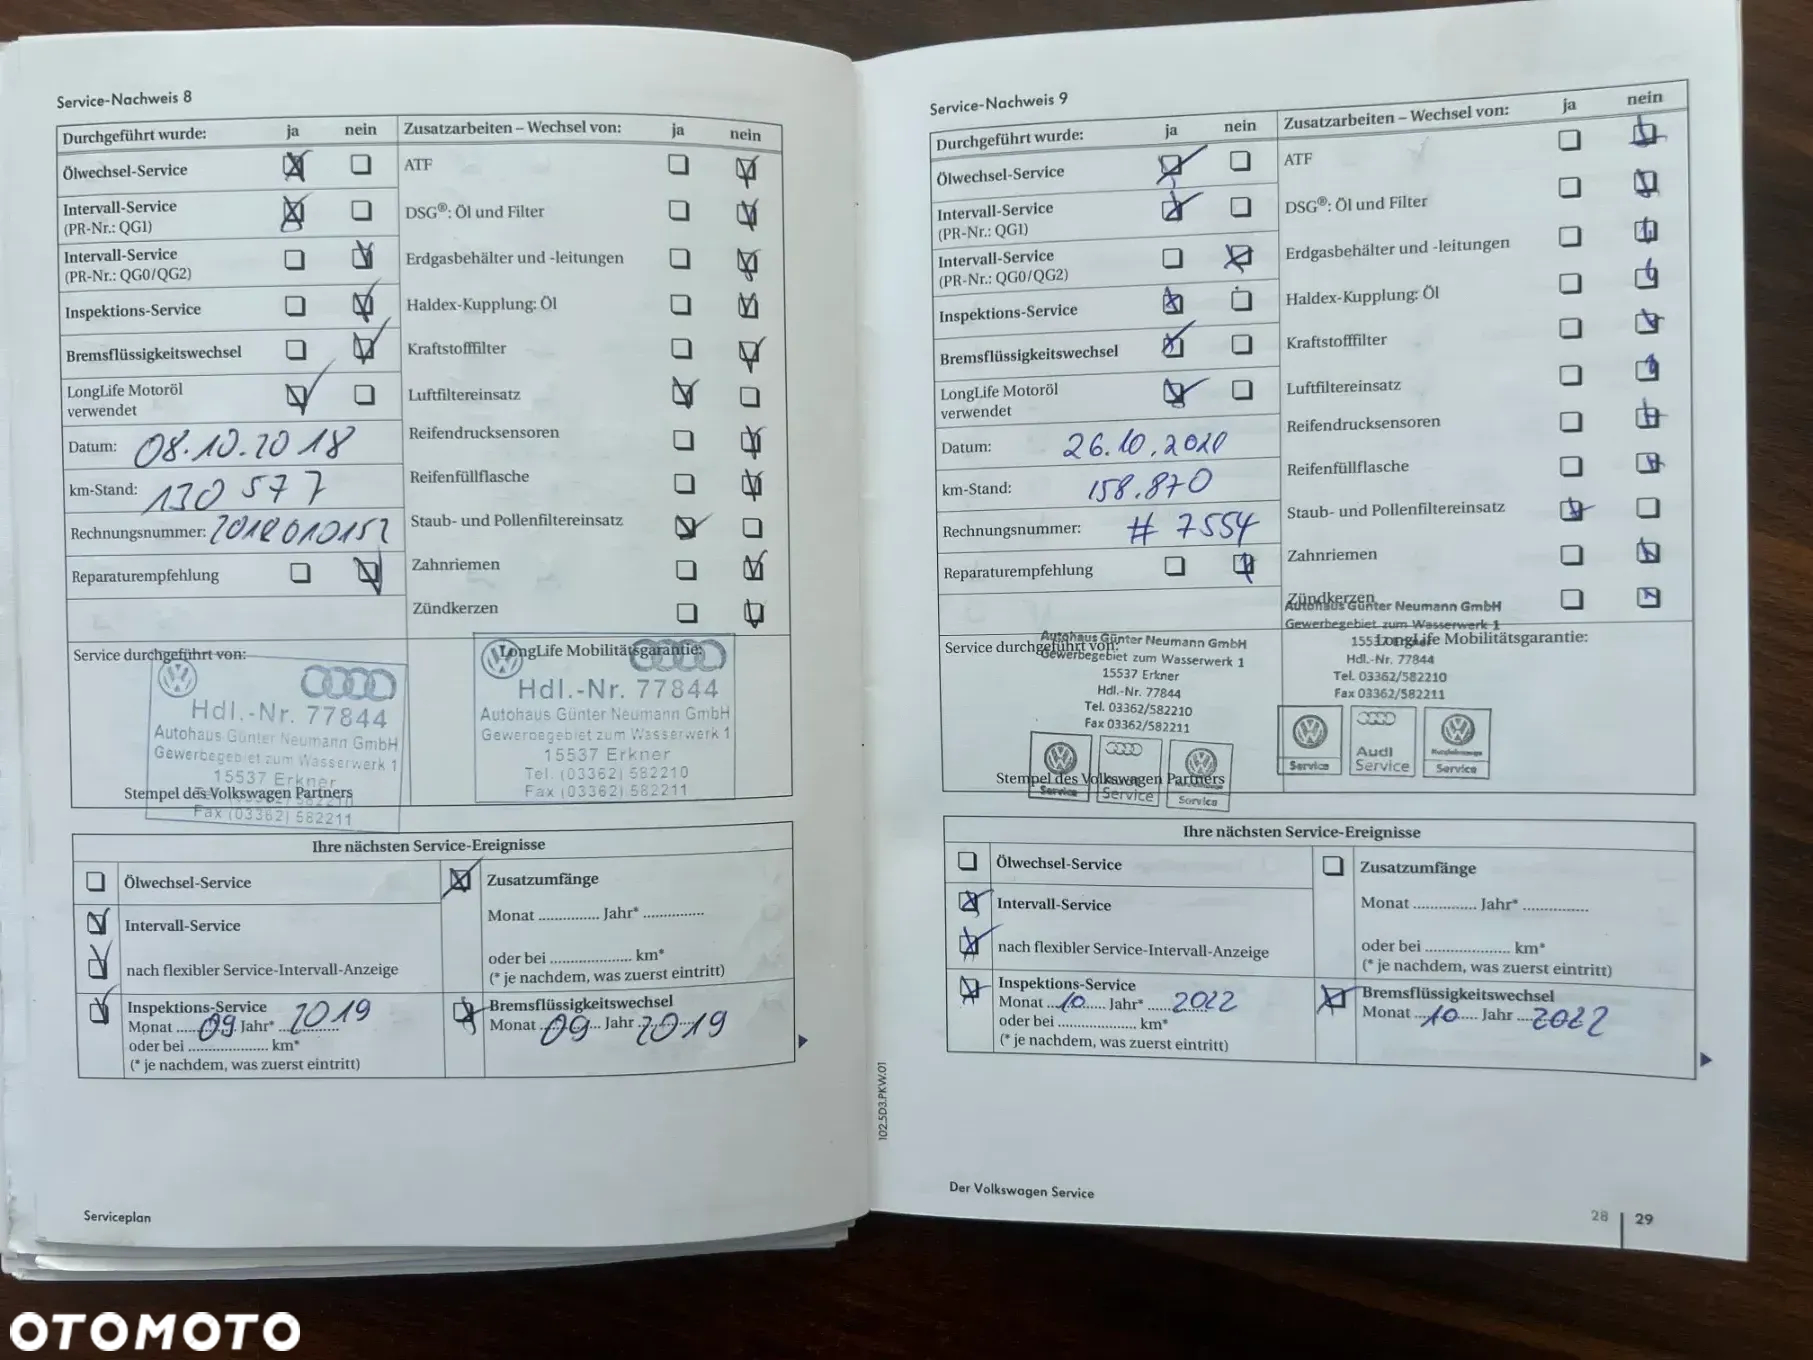 Service-Nachweis 8
Durchgeführt wurde: ja nein
Ölwechsel-Service
Intervall-Service
(PR-Nr.: QG1)
Intervall-Service
(PR-Nr.: QG0/QG2)
Inspektions-Service
Bremsflüssigkeitswechsel
LongLife Motoröl
verwendet
Datum: 08.10.2018
km-Stand: 130 577
Rechnungsnummer: 2018010152
Reparaturempfehlung
Zusatzarbeiten – Wechsel von: ja nein
ATF
DSG®: Öl und Filter
Erdgasbehälter und -leitungen
Haldex-Kupplung: Öl
Kraftstofffilter
Luftfiltereinsatz
Reifendrucksensoren
Reifenfüllflasche
Staub- und Pollenfiltereinsatz
Zahnriemen
Zündkerzen
Service durchgeführt von:
Hdl.-Nr. 77844
Autohaus Günter Neumann GmbH
Gewerbegebiet zum Wasserwerk 1
15537 Erkner
Fax (03362) 582211
Stempel des Volkswagen Partners
LongLife Mobilitätsgarantie:
Hdl.-Nr. 77844
Autohaus Günter Neumann GmbH
Gewerbegebiet zum Wasserwerk 1
15537 Erkner
Tel. (03362) 582210
Fax (03362) 582211
Ihre nächsten Service-Ereignisse
Ölwechsel-Service
Intervall-Service
nach flexibler Service-Intervall-Anzeige
Inspektions-Service
Monat ..... 09 Jahr* ... 2019
oder bei .................... km*
(* je nachdem, was zuerst eintritt)
Zusatzumfänge
Monat ............... Jahr* ...............
oder bei .................... km*
(* je nachdem, was zuerst eintritt)
Bremsflüssigkeitswechsel
Monat 09 Jahr 2019
Serviceplan
Service-Nachweis 9
Durchgeführt wurde: ja nein
Ölwechsel-Service
Intervall-Service
(PR-Nr.: QG1)
Intervall-Service
(PR-Nr.: QG0/QG2)
Inspektions-Service
Bremsflüssigkeitswechsel
LongLife Motoröl
verwendet
Datum: 26.10.2020
km-Stand: 158.870
Rechnungsnummer: # 7554
Reparaturempfehlung
Zusatzarbeiten – Wechsel von: ja nein
ATF
DSG®: Öl und Filter
Erdgasbehälter und -leitungen
Haldex-Kupplung: Öl
Kraftstofffilter
Luftfiltereinsatz
Reifendrucksensoren
Reifenfüllflasche
Staub- und Pollenfiltereinsatz
Zahnriemen
Zündkerzen
Service durchgeführt von:
Autohaus Günter Neumann GmbH
Gewerbegebiet zum Wasserwerk 1
15537 Erkner
Hdl.-Nr. 77844
Tel. 03362/582210
Fax 03362/582211
Service
Service
Service
Stempel des Volkswagen Partners
Autohaus Günter Neumann GmbH
Gewerbegebiet zum Wasserwerk 1
LongLife Mobilitätsgarantie:
Hdl.-Nr. 77844
Tel. 03362/582210
Fax 03362/582211
Service
Audi
Service
Service
Ihre nächsten Service-Ereignisse
Ölwechsel-Service
Intervall-Service
nach flexibler Service-Intervall-Anzeige
Inspektions-Service
Monat ... 10 ..... Jahr* ..... 2022
oder bei .................... km*
(* je nachdem, was zuerst eintritt)
Zusatzumfänge
Monat ............... Jahr* ...............
oder bei .................... km*
(* je nachdem, was zuerst eintritt)
Bremsflüssigkeitswechsel
Monat ... 10 .... Jahr ... 2022
102.5D3.PKW.01
Der Volkswagen Service
28 | 29
OTOMOTO